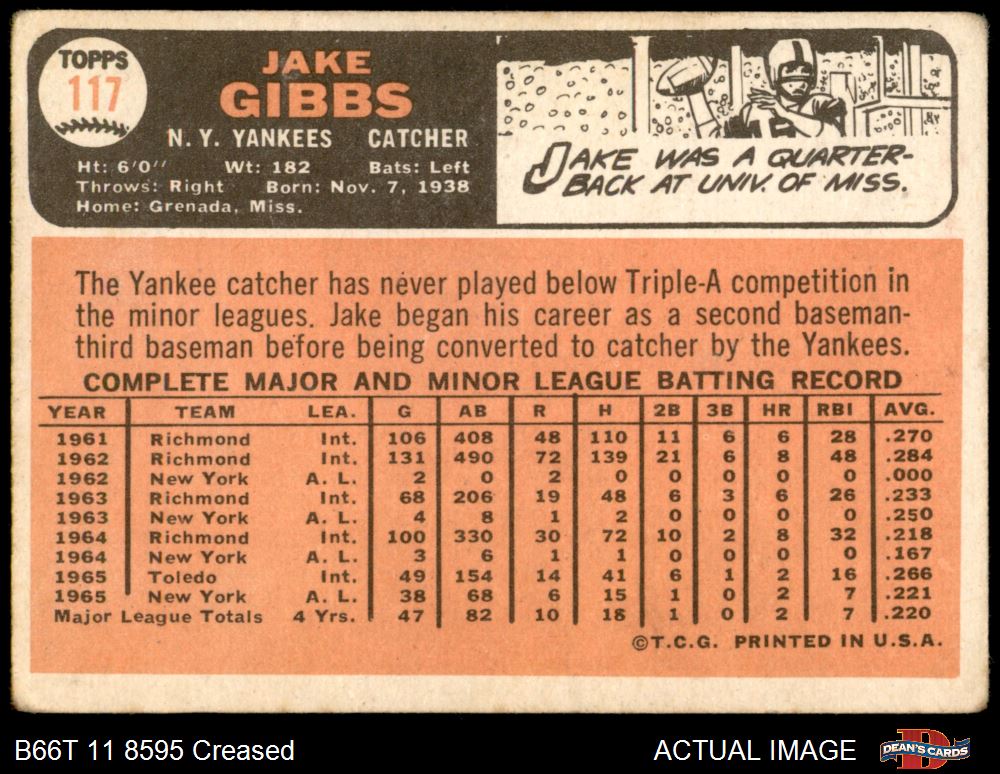 TOPPS
117
JAKE
GIBBS
N. Y. YANKEES CATCHER
Ht: 6'0'' Wt: 182 Bats: Left
Throws: Right Born: Nov. 7, 1938
Home: Grenada, Miss.
JAKE WAS A QUARTER-
BACK AT UNIV. OF MISS.
The Yankee catcher has never played below Triple-A competition in
the minor leagues. Jake began his career as a second baseman-
third baseman before being converted to catcher by the Yankees.
COMPLETE MAJOR AND MINOR LEAGUE BATTING RECORD
YEAR TEAM LEA. G AB R H 2B 3B HR RBI AVG.
1961 Richmond Int. 106 408 48 110 11 6 6 28 .270
1962 Richmond Int. 131 490 72 139 21 6 8 48 .284
1962 New York A. L. 2 0 2 0 0 0 0 0 .000
1963 Richmond Int. 68 206 19 48 6 3 6 26 .233
1963 New York A. L. 4 8 1 2 0 0 0 0 .250
1964 Richmond Int. 100 330 30 72 10 2 8 32 .218
1964 New York A. L. 3 6 1 1 0 0 0 0 .167
1965 Toledo Int. 49 154 14 41 6 1 2 16 .266
1965 New York A. L. 38 68 6 15 1 0 2 7 .221
Major League Totals 4 Yrs. 47 82 10 18 1 0 2 7 .220
©T.C.G. PRINTED IN U.S.A.
B66T 11 8595 Creased
ACTUAL IMAGE
DEAN'S CARDS